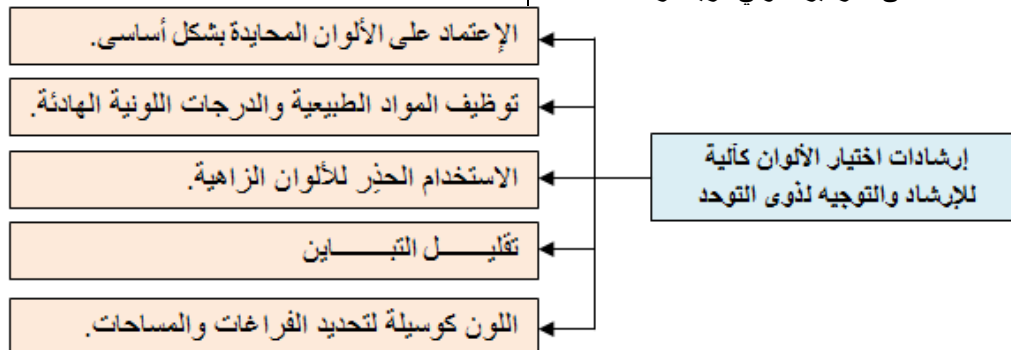 إرشادات اختيار الألوان كآلية
للإرشاد والتوجيه لذوى التوحد
الإعتماد على الألوان المحايدة بشكل أساسى.
توظيف المواد الطبيعية والدرجات اللونية الهادئة.
الاستخدام الحذِر للألوان الزاهية.
تقليـــــل التبـــــاين
اللون كوسيلة لتحديد الفراغات والمساحات.